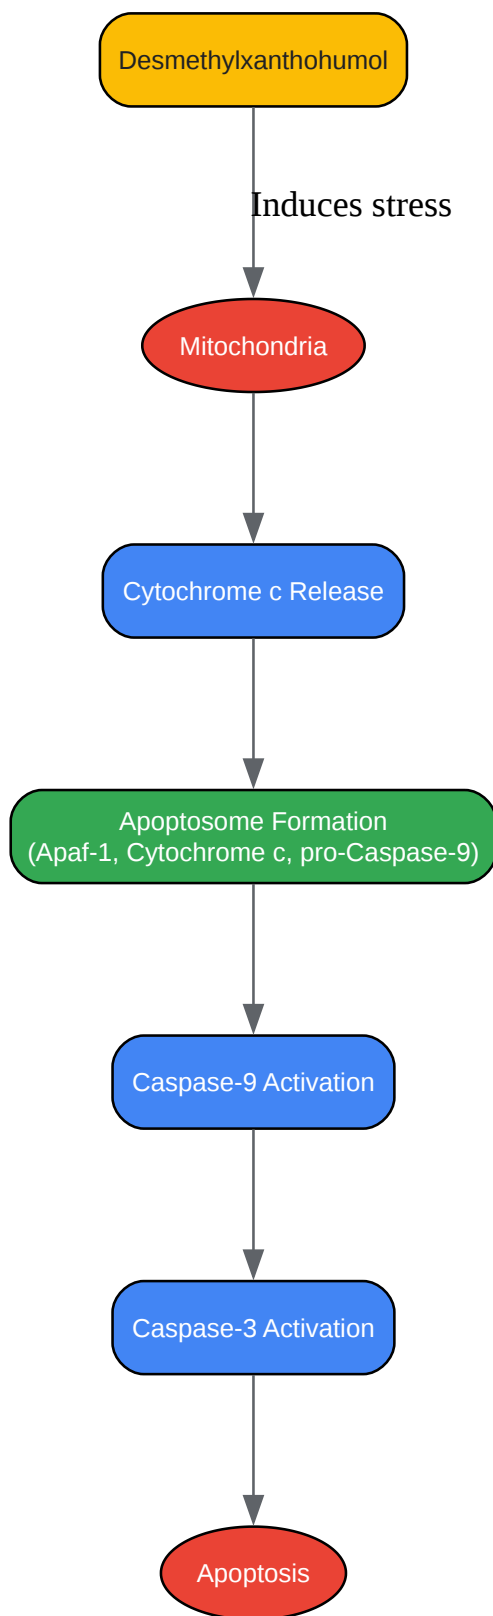 Desmethylxanthohumol
Induces stress
Mitochondria
Cytochrome c Release
Apoptosome Formation
(Apaf-1, Cytochrome c, pro-Caspase-9)
Caspase-9 Activation
Caspase-3 Activation
Apoptosis